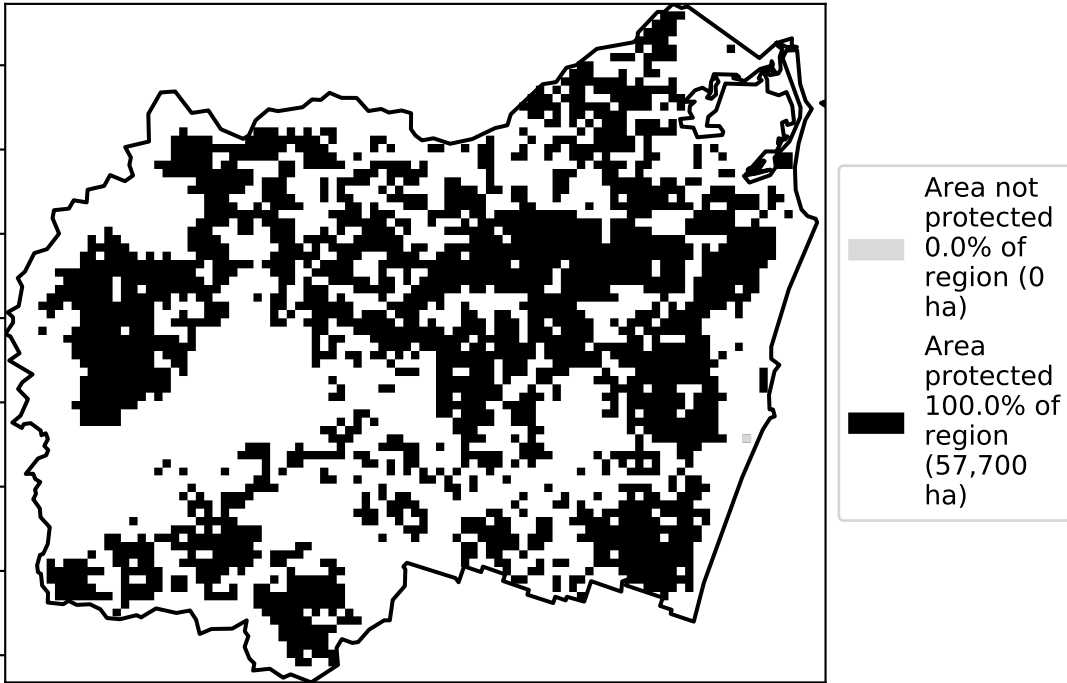 Area not
protected
0.0% of
region (0
ha)
Area
protected
100.0% of
region
(57,700
ha)